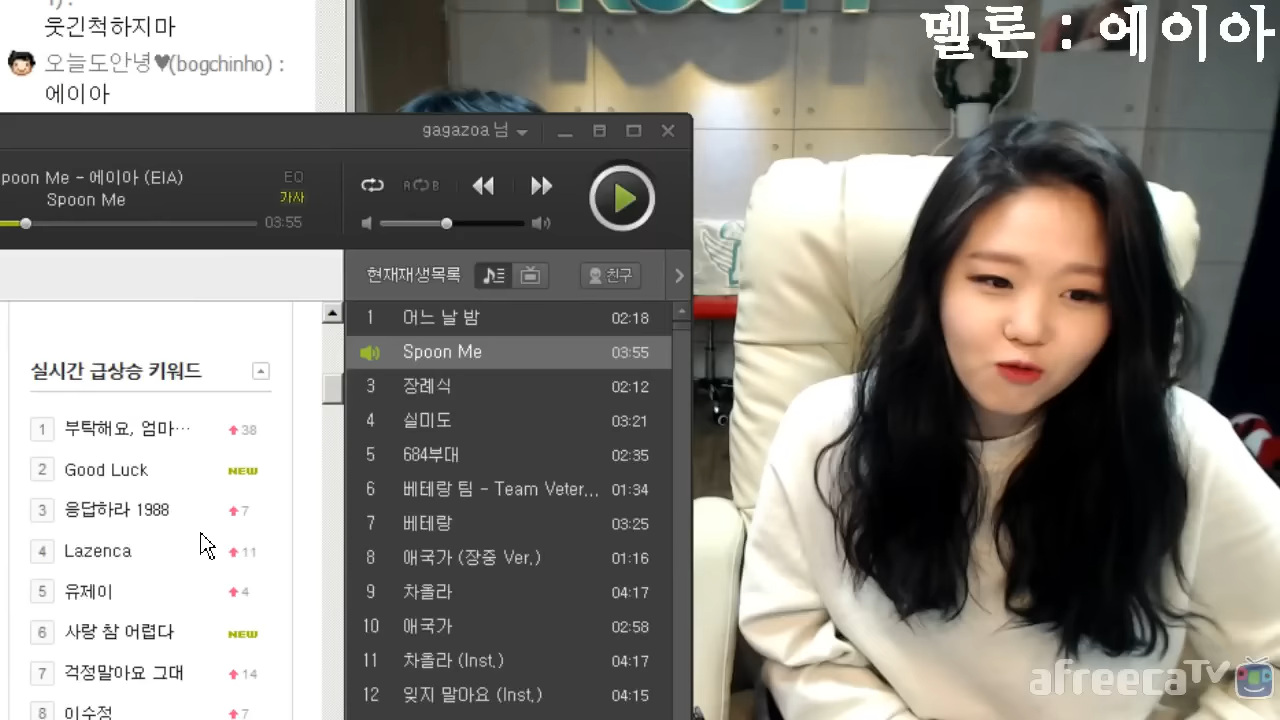 웃긴척하지마
오늘도안녕♥(bogchinho) :
에이아
멜론 : 에이아
gagazoa 님
poon Me - 에이아 (EIA)
EQ
Spoon Me
가사
03:55
A B
현재재생목록
친구
1 어느 날 밤 02:18
Spoon Me 03:55
3 장례식 02:12
4 실미도 03:21
5 684부대 02:35
6 베테랑 팀 - Team Veter... 01:34
7 베테랑 03:25
8 애국가 (장중 Ver.) 01:16
9 차올라 04:17
10 애국가 02:58
11 차올라 (Inst.) 04:17
12 잊지 말아요 (Inst.) 04:15
실시간 급상승 키워드
1 부탁해요, 엄마… 38
2 Good Luck NEW
3 응답하라 1988 7
4 Lazenca 11
5 유제이 4
6 사랑 참 어렵다 NEW
7 걱정말아요 그대 14
8 이수정 7
afreecaTV